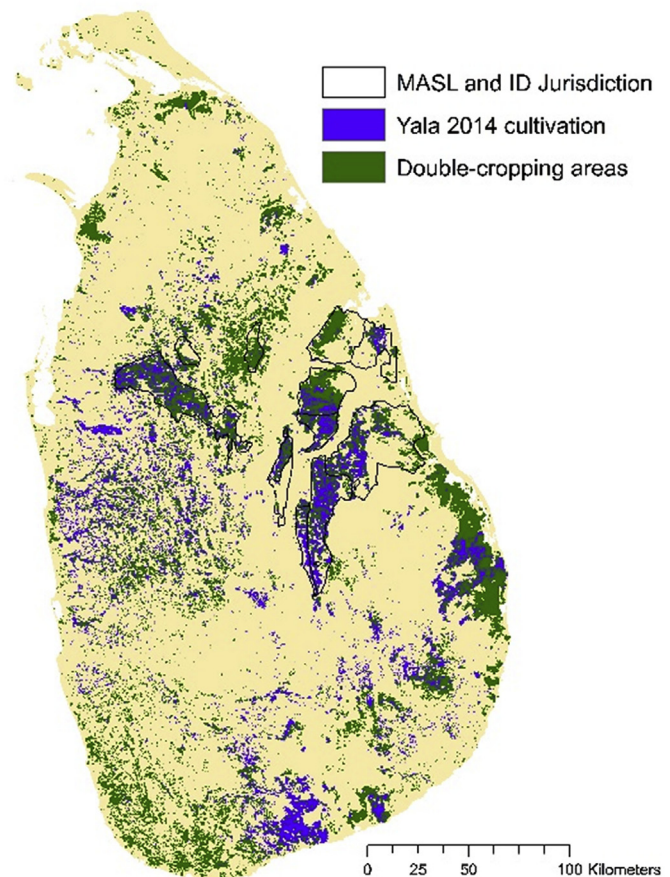 MASL and ID Jurisdiction
Yala 2014 cultivation
Double-cropping areas
0 25 50 100 Kilometers